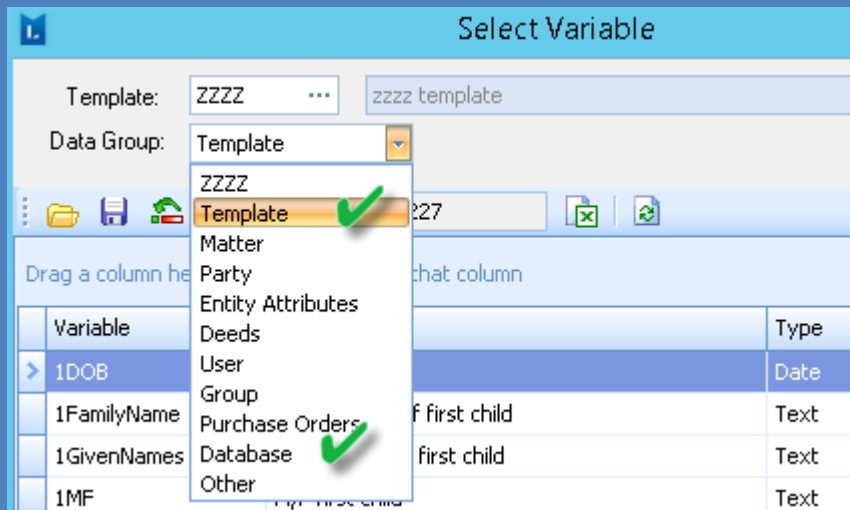 L
Select Variable
Template: ZZZZ ... zzzz template
Data Group: Template
ZZZZ
Template 227
Matter
Drag a column he Party that column
Entity Attributes
Variable Deeds Type
User
1DOB Date
Group
1FamilyName Purchase Orders f first child Text
1GivenNames Database first child Text
Other
1MF first child Text